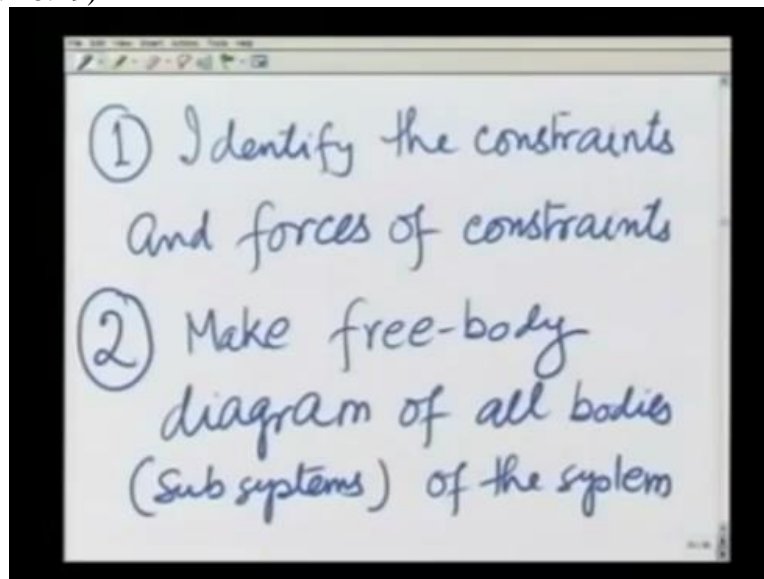 ① Identify the constraints
and forces of constraints
② Make free-body
diagram of all bodies
(Sub systems) of the system